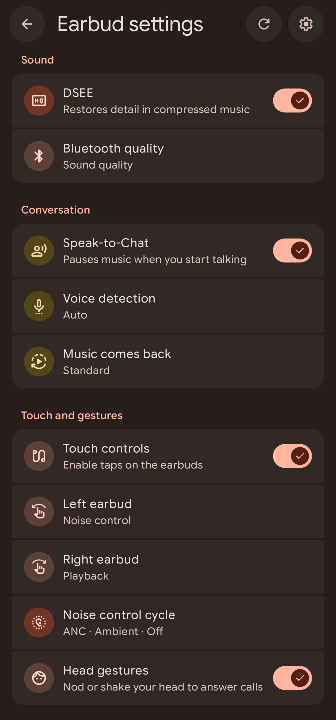 Earbud settings
Sound
DSEE
Restores detail in compressed music
Bluetooth quality
Sound quality
Conversation
Speak-to-Chat
Pauses music when you start talking
Voice detection
Auto
Music comes back
Standard
Touch and gestures
Touch controls
Enable taps on the earbuds
Left earbud
Noise control
Right earbud
Playback
Noise control cycle
ANC · Ambient · Off
Head gestures
Nod or shake your head to answer calls